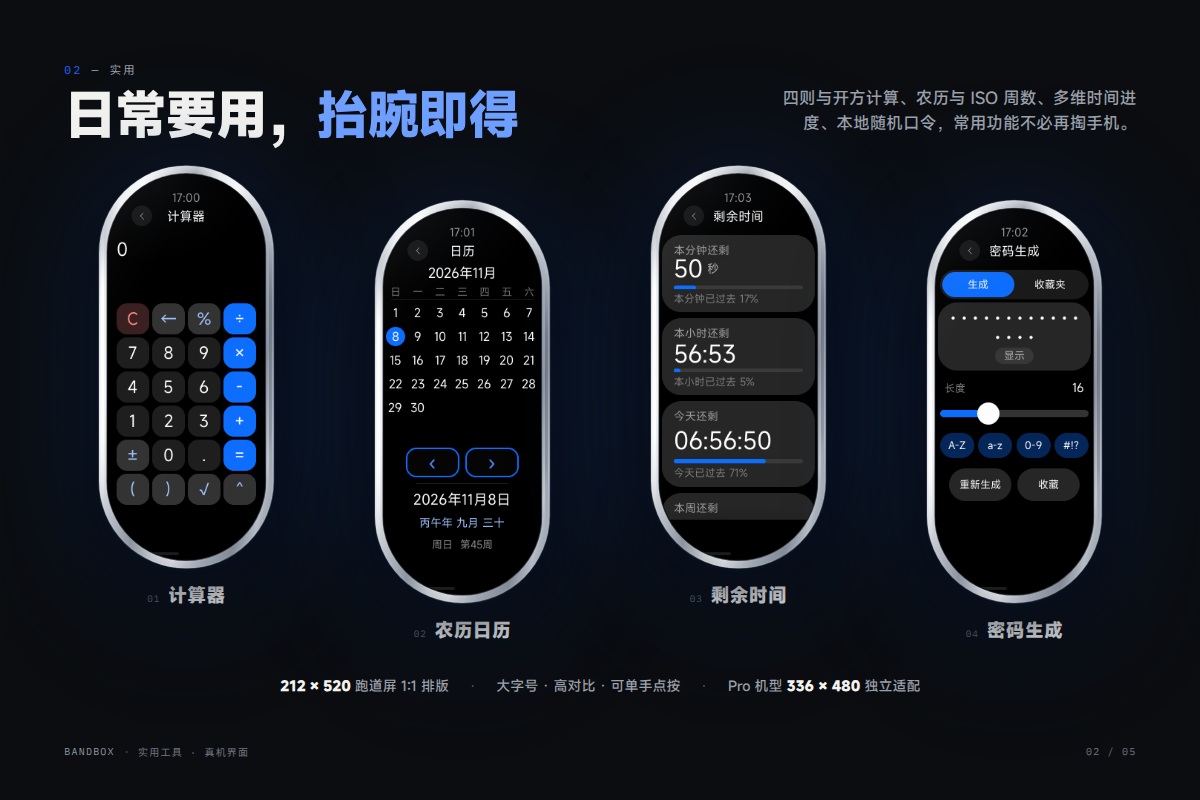 02 — 实用
日常要用，抬腕即得
四则与开方计算、农历与 ISO 周数、多维时间进
度、本地随机口令，常用功能不必再掏手机。
17:00
计算器
0
C ← % ÷
7 8 9 ×
4 5 6 -
1 2 3 +
± 0 . =
( ) √ ^
01 计算器
17:01
日历
2026年11月
日 一 二 三 四 五 六
1 2 3 4 5 6 7
8 9 10 11 12 13 14
15 16 17 18 19 20 21
22 23 24 25 26 27 28
29 30
2026年11月8日
丙午年 九月 三十
周日 第45周
02 农历日历
17:03
剩余时间
本分钟还剩
50 秒
本分钟已过去 17%
本小时还剩
56:53
本小时已过去 5%
今天还剩
06:56:50
今天已过去 71%
本周还剩
03 剩余时间
17:02
密码生成
生成 收藏夹
显示
长度 16
A-Z a-z 0-9 #!?
重新生成 收藏
04 密码生成
212 × 520 跑道屏 1:1 排版 · 大字号 · 高对比 · 可单手点按 · Pro 机型 336 × 480 独立适配
BANDBOX · 实用工具 · 真机界面
02 / 05